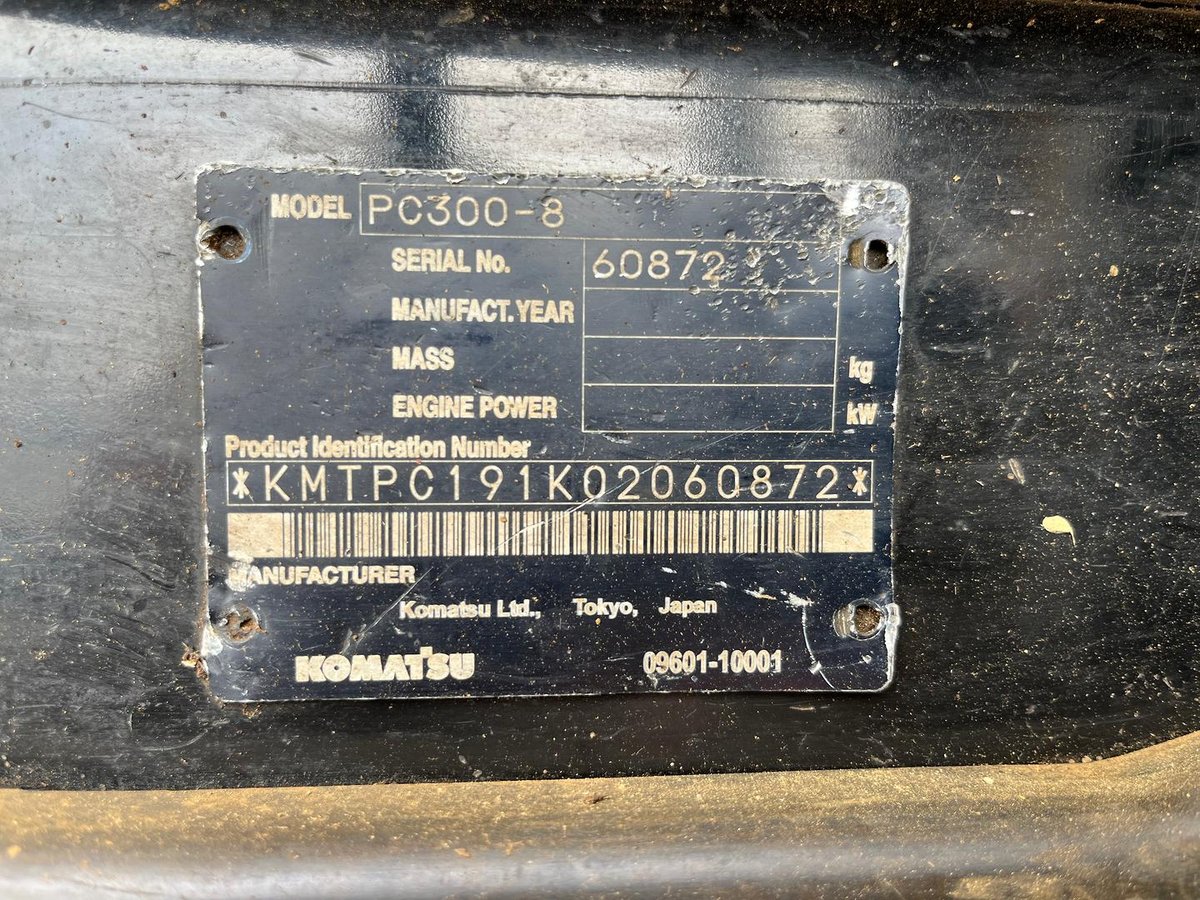 MODEL PC300-8
SERIAL No. 60872
MANUFACT. YEAR
MASS kg
ENGINE POWER kW
Product Identification Number
*KMTPC191K02060872*
MANUFACTURER
Komatsu Ltd., Tokyo, Japan
KOMATSU 09601-10001